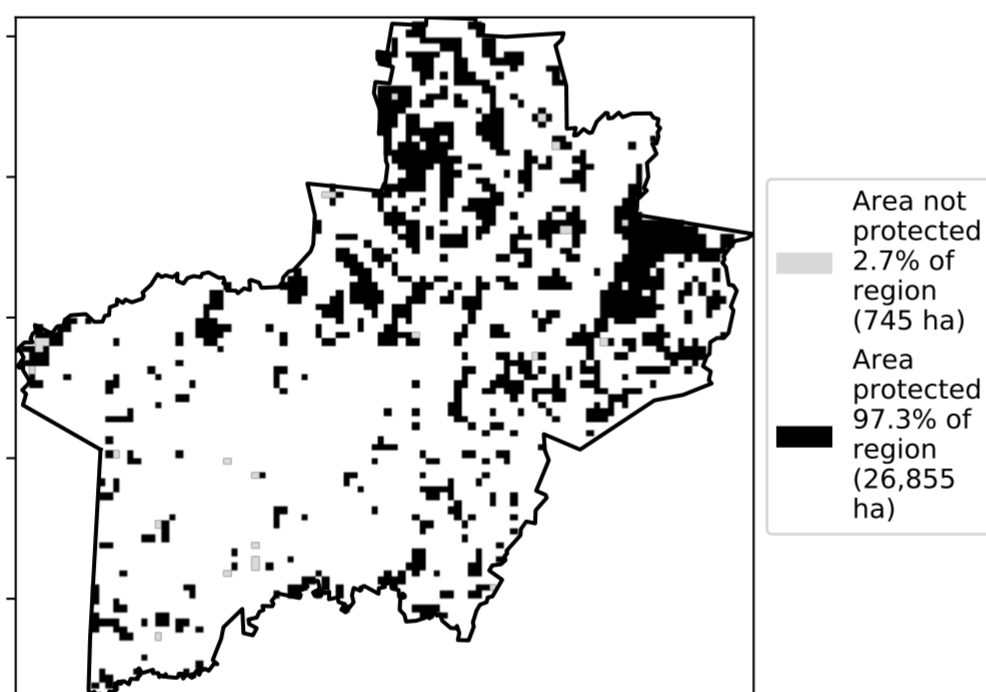 Area not
protected
2.7% of
region
(745 ha)
Area
protected
97.3% of
region
(26,855
ha)